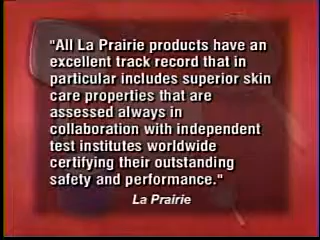 "All La Prairie products have an
excellent track record that in
particular includes superior skin
care properties that are
assessed always in
collaboration with independent
test institutes worldwide
certifying their outstanding
safety and performance."
La Prairie